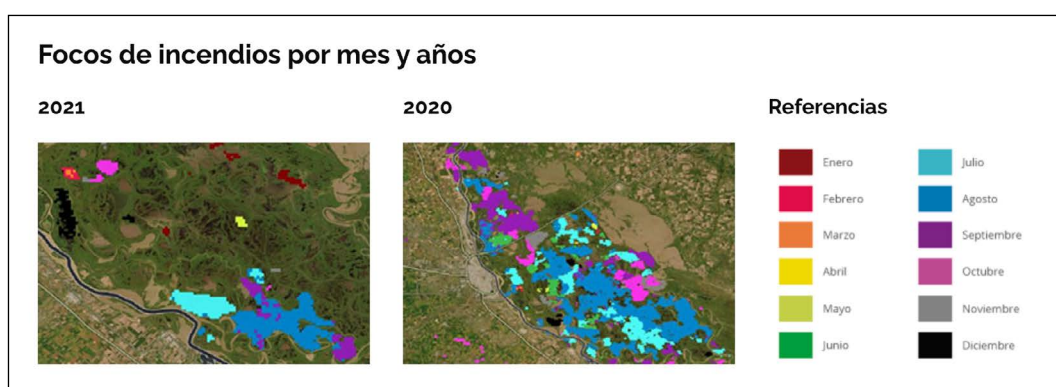 Focos de incendios por mes y años
2021
2020
Referencias
Enero
Julio
Febrero
Agosto
Marzo
Septiembre
Abril
Octubre
Mayo
Noviembre
Junio
Diciembre